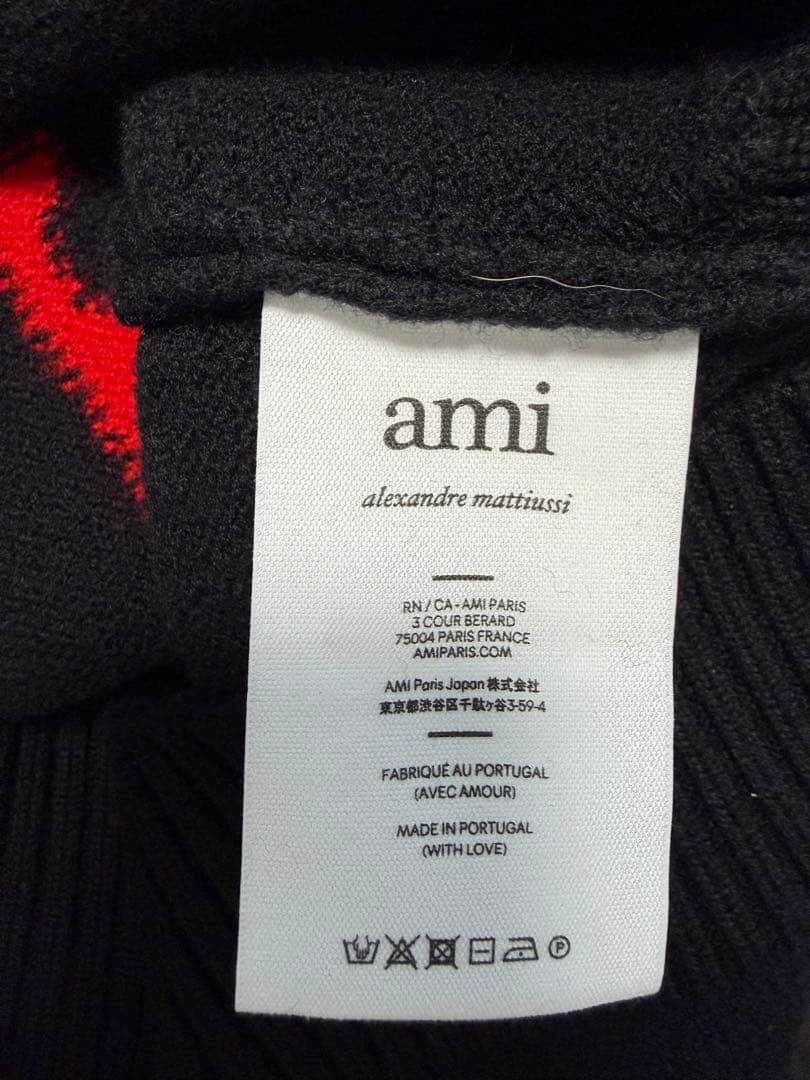 ami
alexandre mattiussi
RN / CA - AMI PARIS
3 COUR BERARD
75004 PARIS FRANCE
AMIPARIS.COM
AMI Paris Japan 株式会社
東京都渋谷区千駄ヶ谷3-59-4
FABRIQUÉ AU PORTUGAL
(AVEC AMOUR)
MADE IN PORTUGAL
(WITH LOVE)
P